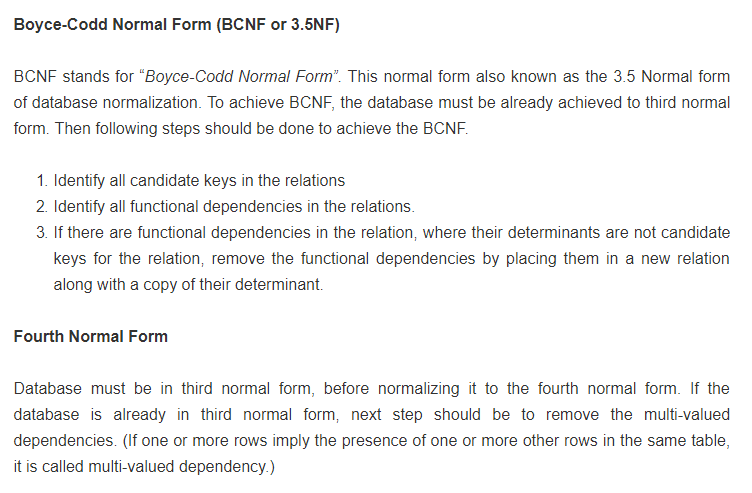 Boyce-Codd Normal Form (BCNF or 3.5NF)
BCNF stands for “Boyce-Codd Normal Form”. This normal form also known as the 3.5 Normal form
of database normalization. To achieve BCNF, the database must be already achieved to third normal
form. Then following steps should be done to achieve the BCNF.
1. Identify all candidate keys in the relations
2. Identify all functional dependencies in the relations.
3. If there are functional dependencies in the relation, where their determinants are not candidate
keys for the relation, remove the functional dependencies by placing them in a new relation
along with a copy of their determinant.
Fourth Normal Form
Database must be in third normal form, before normalizing it to the fourth normal form. If the
database is already in third normal form, next step should be to remove the multi-valued
dependencies. (If one or more rows imply the presence of one or more other rows in the same table,
it is called multi-valued dependency.)